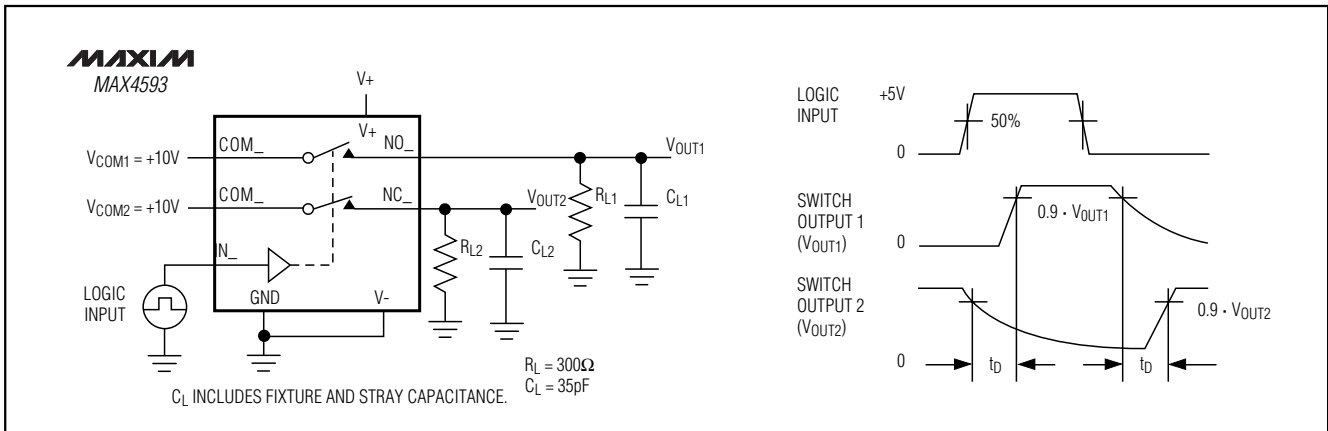 MAXIM
MAX4593
V+
V+
COM_
NO_
VCOM1 = +10V
VOUT1
COM_
NC_
VCOM2 = +10V
VOUT2
RL1
CL1
RL2
CL2
IN_
LOGIC
INPUT
GND
V-
RL = 300Ω
CL = 35pF
CL INCLUDES FIXTURE AND STRAY CAPACITANCE.
LOGIC
INPUT
+5V
50%
0
SWITCH
OUTPUT 1
(VOUT1)
0.9 · VOUT1
0
SWITCH
OUTPUT 2
(VOUT2)
0.9 · VOUT2
0
tD
tD